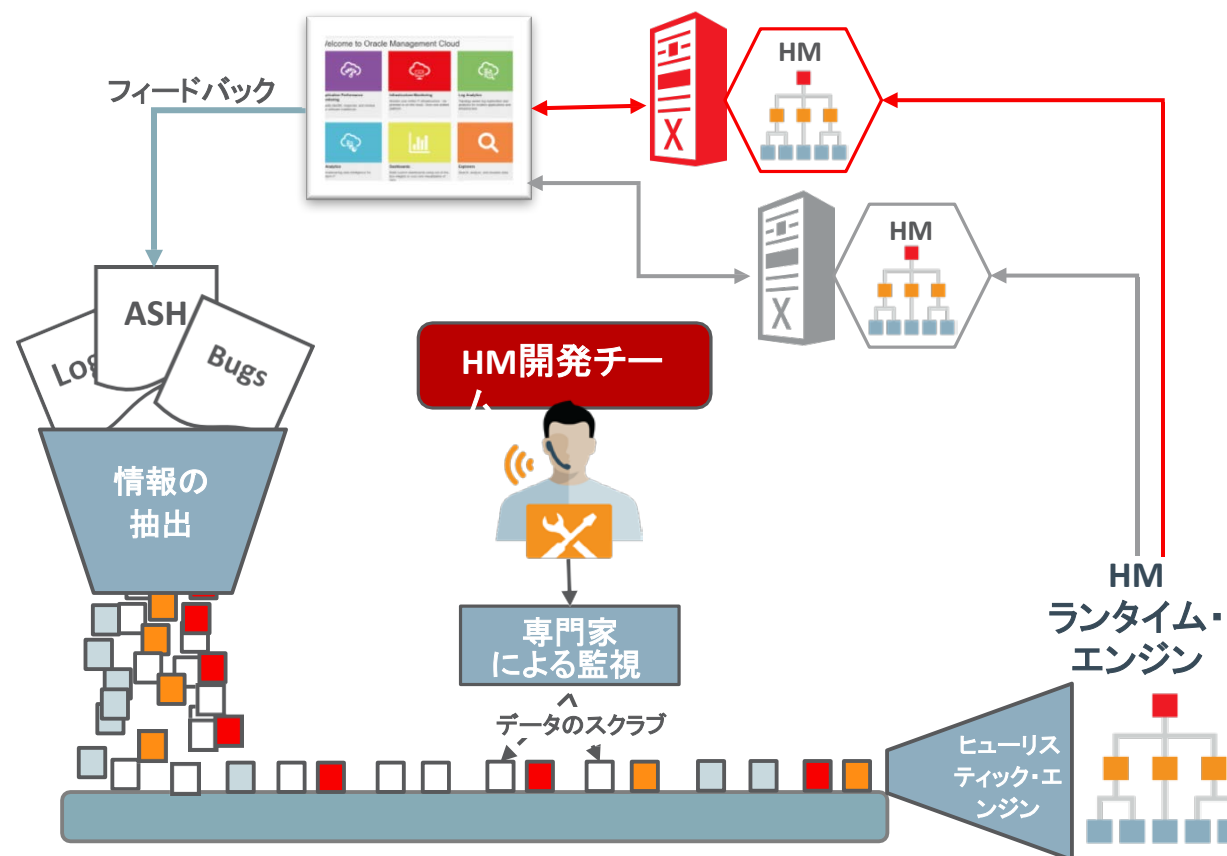 Welcome to Oracle Management Cloud
Infrastructure Monitoring
Log Analytics
Dashboards
フィードバック
HM
X
HM
X
ASH
Log
Bugs
情報の
抽出
HM開発チー
ム
専門家
による監視
データのスクラブ
HM
ランタイム・
エンジン
ヒューリス
ティック・エ
ンジン